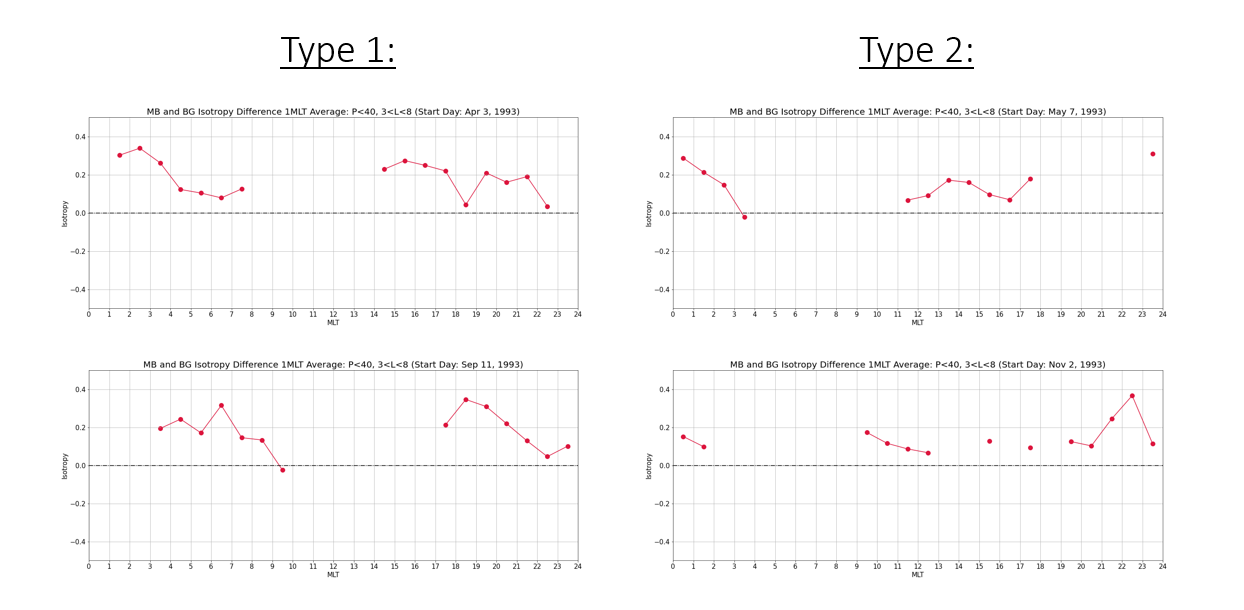 Type 1:
Type 2:
MB and BG Isotropy Difference 1MLT Average: P<40, 3<L<8 (Start Day: Apr 3, 1993)
0.4
0.2
0.0
−0.2
−0.4
Isotropy
0 1 2 3 4 5 6 7 8 9 10 11 12 13 14 15 16 17 18 19 20 21 22 23 24
MLT
MB and BG Isotropy Difference 1MLT Average: P<40, 3<L<8 (Start Day: May 7, 1993)
0.4
0.2
0.0
−0.2
−0.4
Isotropy
0 1 2 3 4 5 6 7 8 9 10 11 12 13 14 15 16 17 18 19 20 21 22 23 24
MLT
MB and BG Isotropy Difference 1MLT Average: P<40, 3<L<8 (Start Day: Sep 11, 1993)
0.4
0.2
0.0
−0.2
−0.4
Isotropy
0 1 2 3 4 5 6 7 8 9 10 11 12 13 14 15 16 17 18 19 20 21 22 23 24
MLT
MB and BG Isotropy Difference 1MLT Average: P<40, 3<L<8 (Start Day: Nov 2, 1993)
0.4
0.2
0.0
−0.2
−0.4
Isotropy
0 1 2 3 4 5 6 7 8 9 10 11 12 13 14 15 16 17 18 19 20 21 22 23 24
MLT